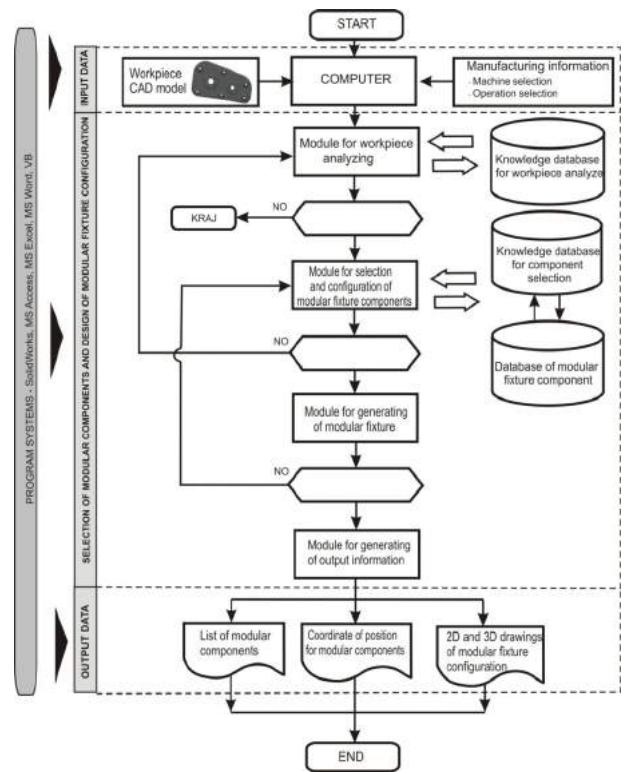 START
Workpiece
CAD model
COMPUTER
Manufacturing information
- Machine selection
- Operation selection
Module for workpiece
analyzing
Knowledge database
for workpiece analyze
NO
KRAJ
Module for selection
and configuration of
modular fixture components
Knowledge database
for component
selection
NO
Database of modular
fixture component
Module for generating
of modular fixture
NO
Module for generating
of output information
List of modular
components
Coordinate of position
for modular components
2D and 3D drawings
of modular fixture
configuration
END
PROGRAM SYSTEMS - SolidWorks, MS Access, MS Excel, MS Word, VB
INPUT DATA
SELECTION OF MODULAR COMPONENTS AND DESIGN OF MODULAR FIXTURE CONFIGURATION
OUTPUT DATA